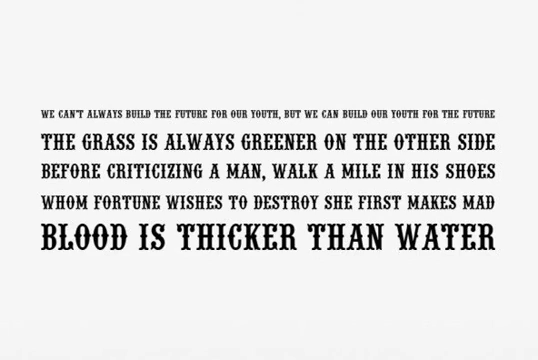 WE CAN'T ALWAYS BUILD THE FUTURE FOR OUR YOUTH, BUT WE CAN BUILD OUR YOUTH FOR THE FUTURE
THE GRASS IS ALWAYS GREENER ON THE OTHER SIDE
BEFORE CRITICIZING A MAN, WALK A MILE IN HIS SHOES
WHOM FORTUNE WISHES TO DESTROY SHE FIRST MAKES MAD
BLOOD IS THICKER THAN WATER